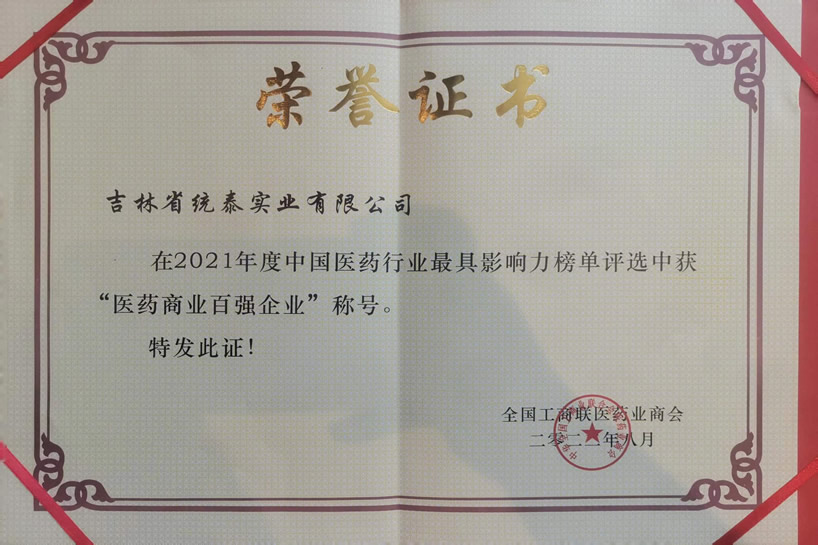 荣誉证书
吉林省统泰实业有限公司
在2021年度中国医药行业最具影响力榜单评选中获
“医药商业百强企业”称号。
特发此证！
全国工商联医药业商会
二零二二年八月